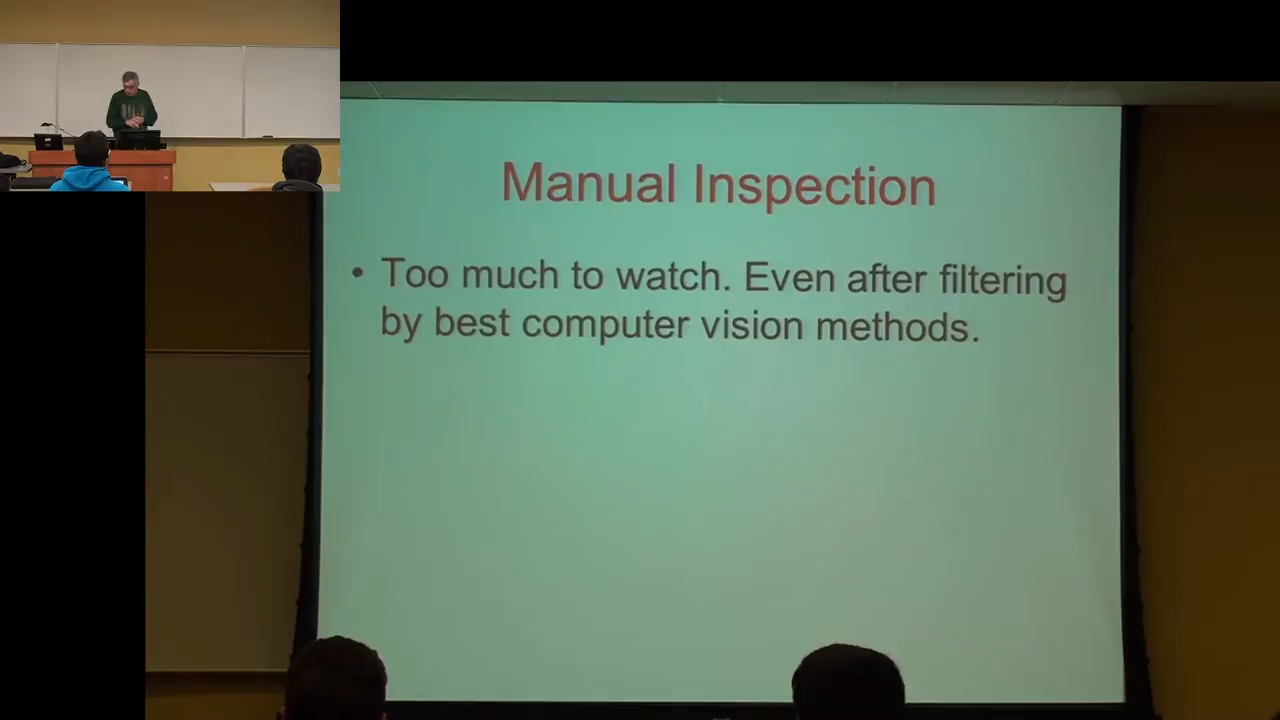 Manual Inspection
• Too much to watch. Even after filtering
by best computer vision methods.